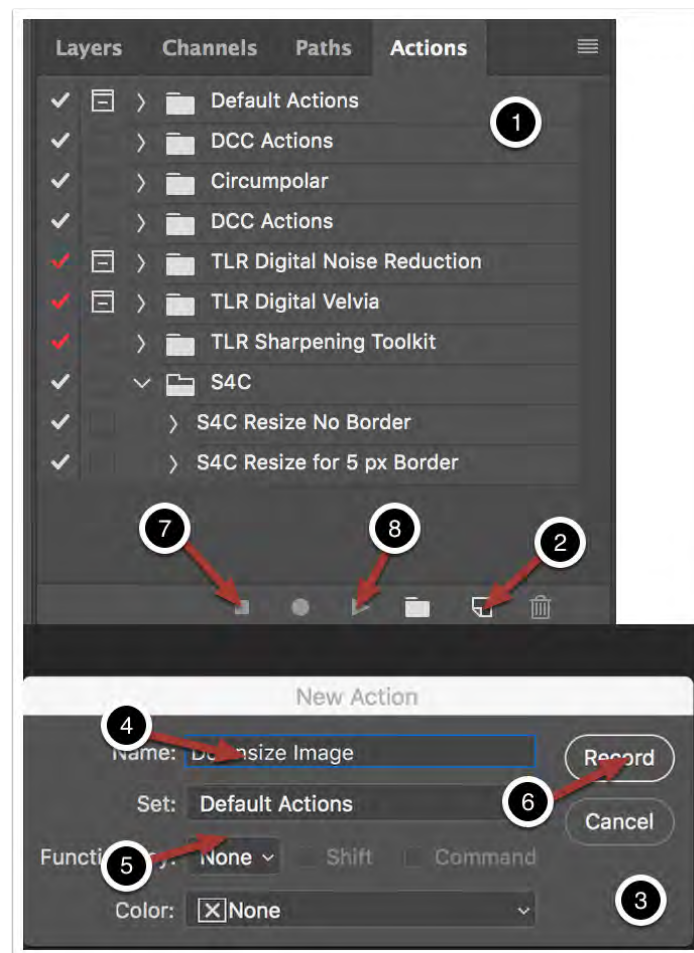 Layers Channels Paths Actions
Default Actions
1
DCC Actions
Circumpolar
DCC Actions
TLR Digital Noise Reduction
TLR Digital Velvia
TLR Sharpening Toolkit
S4C
S4C Resize No Border
S4C Resize for 5 px Border
7 8 2
New Action
4
Name: Image Record
Set: Default Actions 6
Cancel
5 None Shift Command
3
Color: None